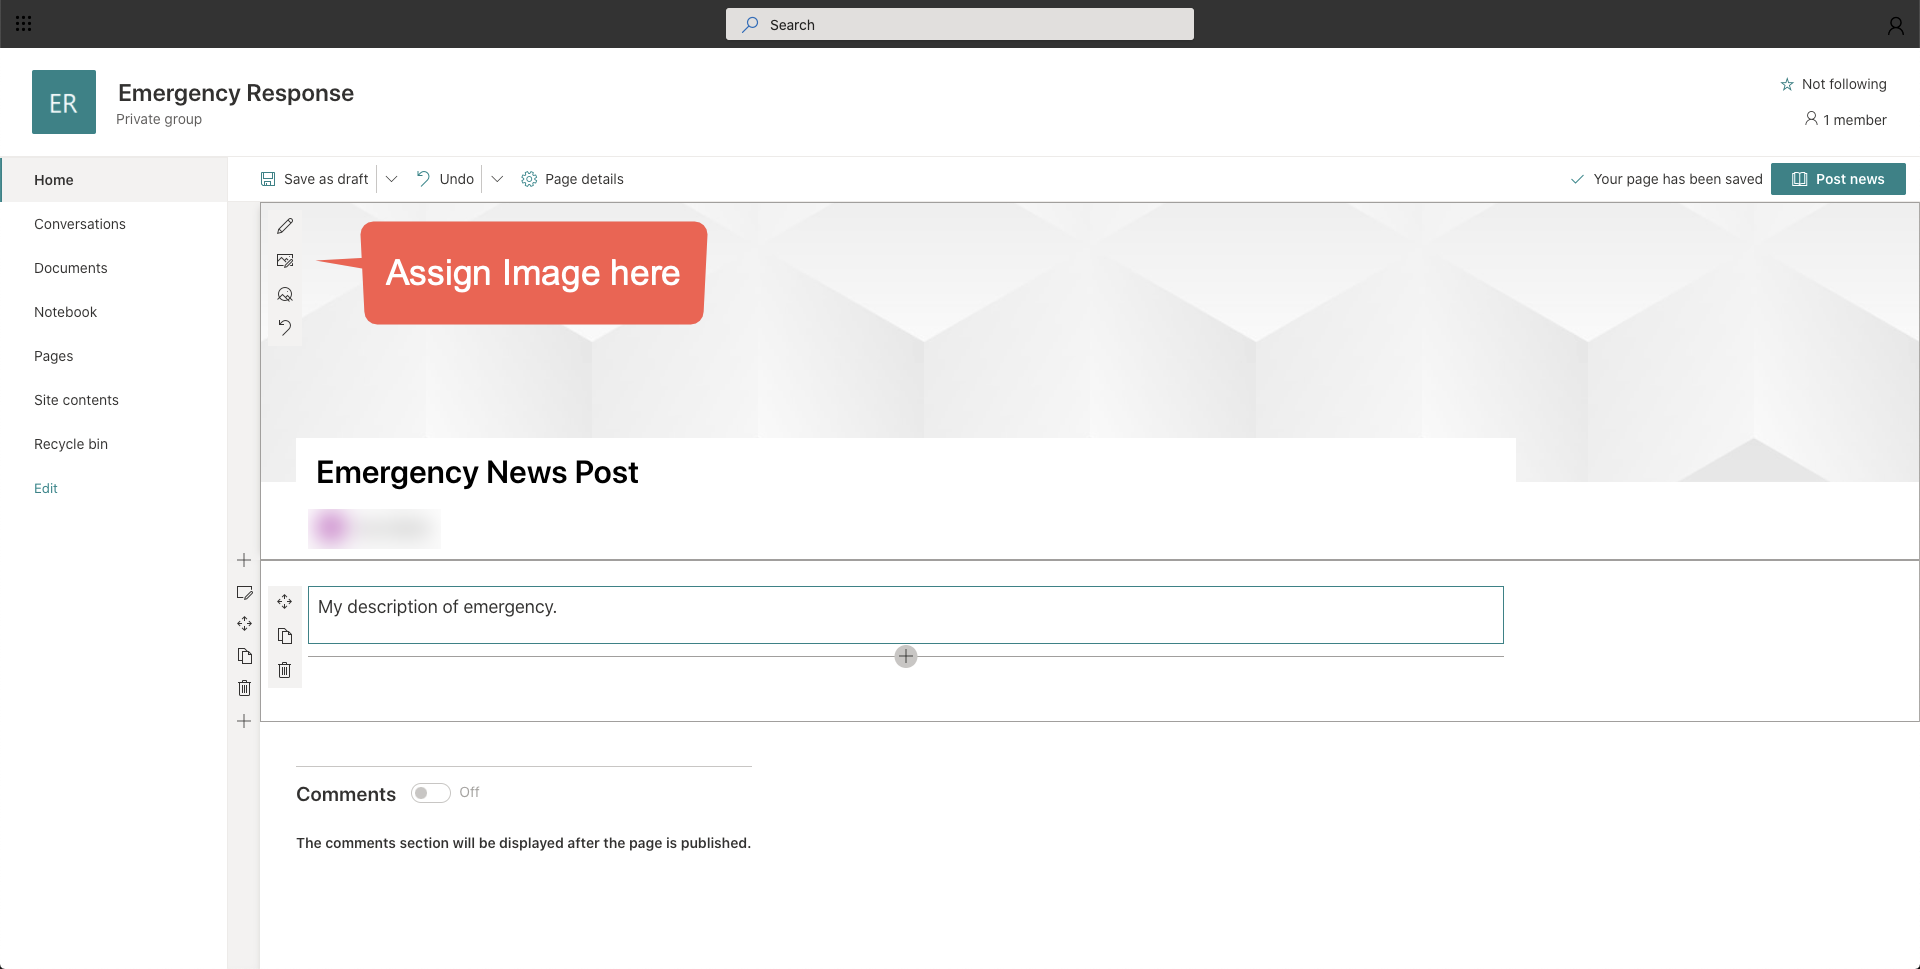 Search
ER
Emergency Response
Private group
Not following
1 member
Home
Conversations
Documents
Notebook
Pages
Site contents
Recycle bin
Edit
Save as draft
Undo
Page details
Your page has been saved
Post news
Assign Image here
Emergency News Post
My description of emergency.
Comments
Off
The comments section will be displayed after the page is published.